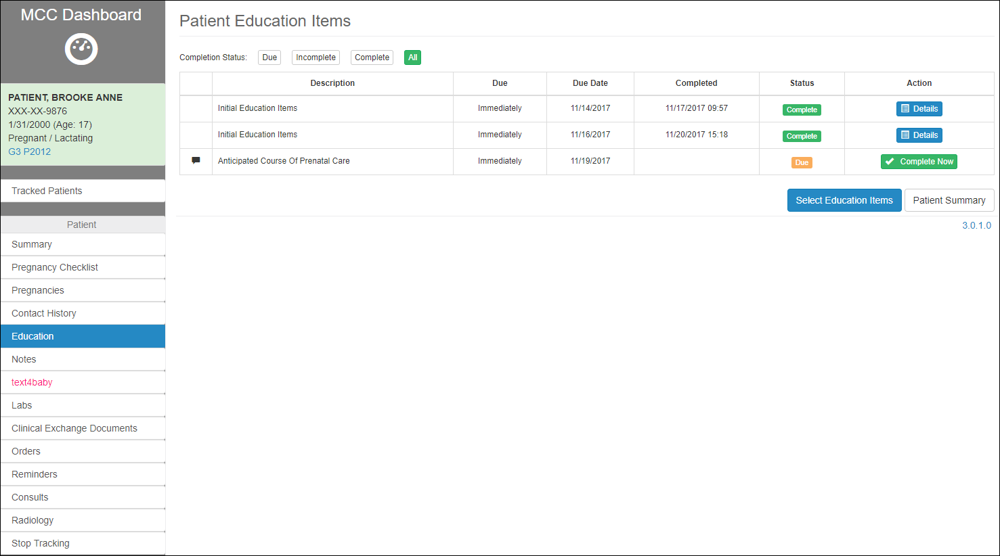 MCC Dashboard
PATIENT, BROOKE ANNE
XXX-XX-9876
1/31/2000 (Age: 17)
Pregnant / Lactating
G3 P2012
Tracked Patients
Patient
Summary
Pregnancy Checklist
Pregnancies
Contact History
Education
Notes
text4baby
Labs
Clinical Exchange Documents
Orders
Reminders
Consults
Radiology
Stop Tracking
Patient Education Items
Completion Status: Due Incomplete Complete All
Description Due Due Date Completed Status Action
Initial Education Items Immediately 11/14/2017 11/17/2017 09:57 Complete Details
Initial Education Items Immediately 11/16/2017 11/20/2017 15:18 Complete Details
Anticipated Course Of Prenatal Care Immediately 11/19/2017 Due Complete Now
Select Education Items Patient Summary
3.0.1.0